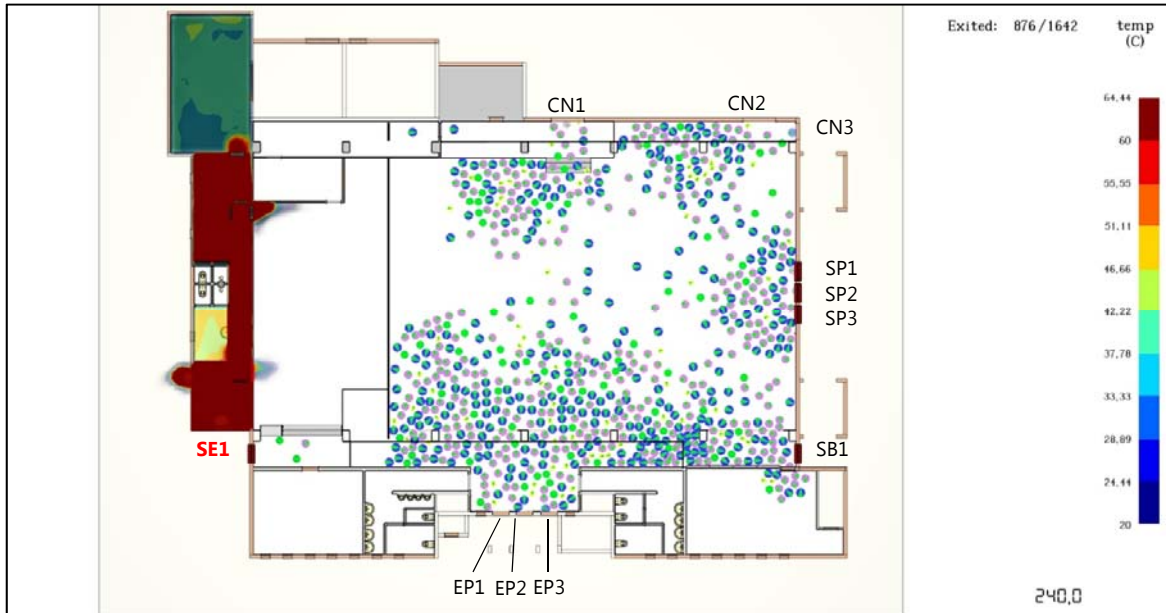 Exited: 876/1642
temp
(C)
CN1
CN2
CN3
64,44
60
55,55
51,11
46,66
42,22
37,78
33,33
28,89
24,44
20
SP1
SP2
SP3
SE1
SB1
EP1 EP2 EP3
240,0